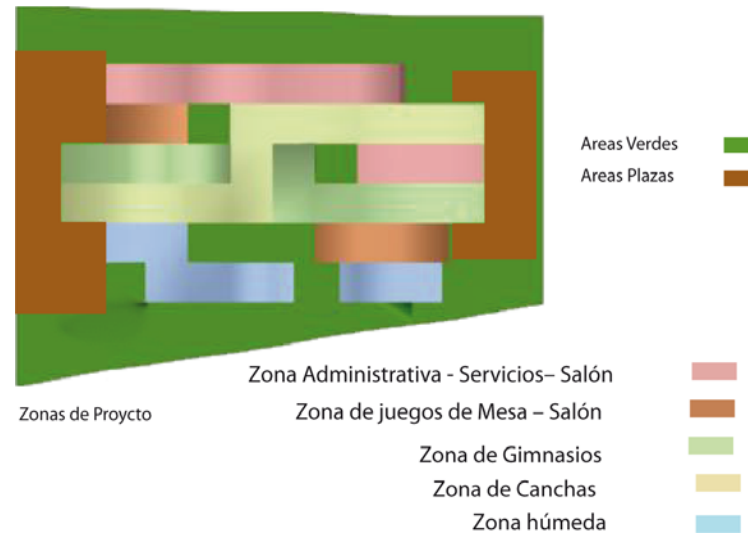 Areas Verdes
Areas Plazas
Zona Administrativa - Servicios– Salón
Zonas de Proycto
Zona de juegos de Mesa – Salón
Zona de Gimnasios
Zona de Canchas
Zona húmeda